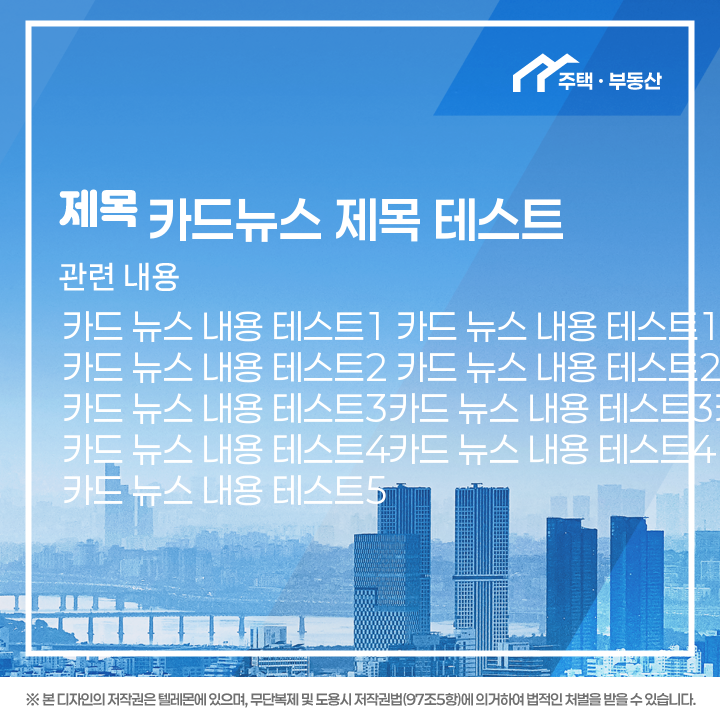 주택 · 부동산
제목 카드뉴스 제목 테스트
관련 내용
카드 뉴스 내용 테스트1 카드 뉴스 내용 테스트1
카드 뉴스 내용 테스트2 카드 뉴스 내용 테스트2
카드 뉴스 내용 테스트3카드 뉴스 내용 테스트3
카드 뉴스 내용 테스트4카드 뉴스 내용 테스트4
카드 뉴스 내용 테스트5
※ 본 디자인의 저작권은 텔레몬에 있으며, 무단복제 및 도용시 저작권법(97조5항)에 의거하여 법적인 처벌을 받을 수 있습니다.